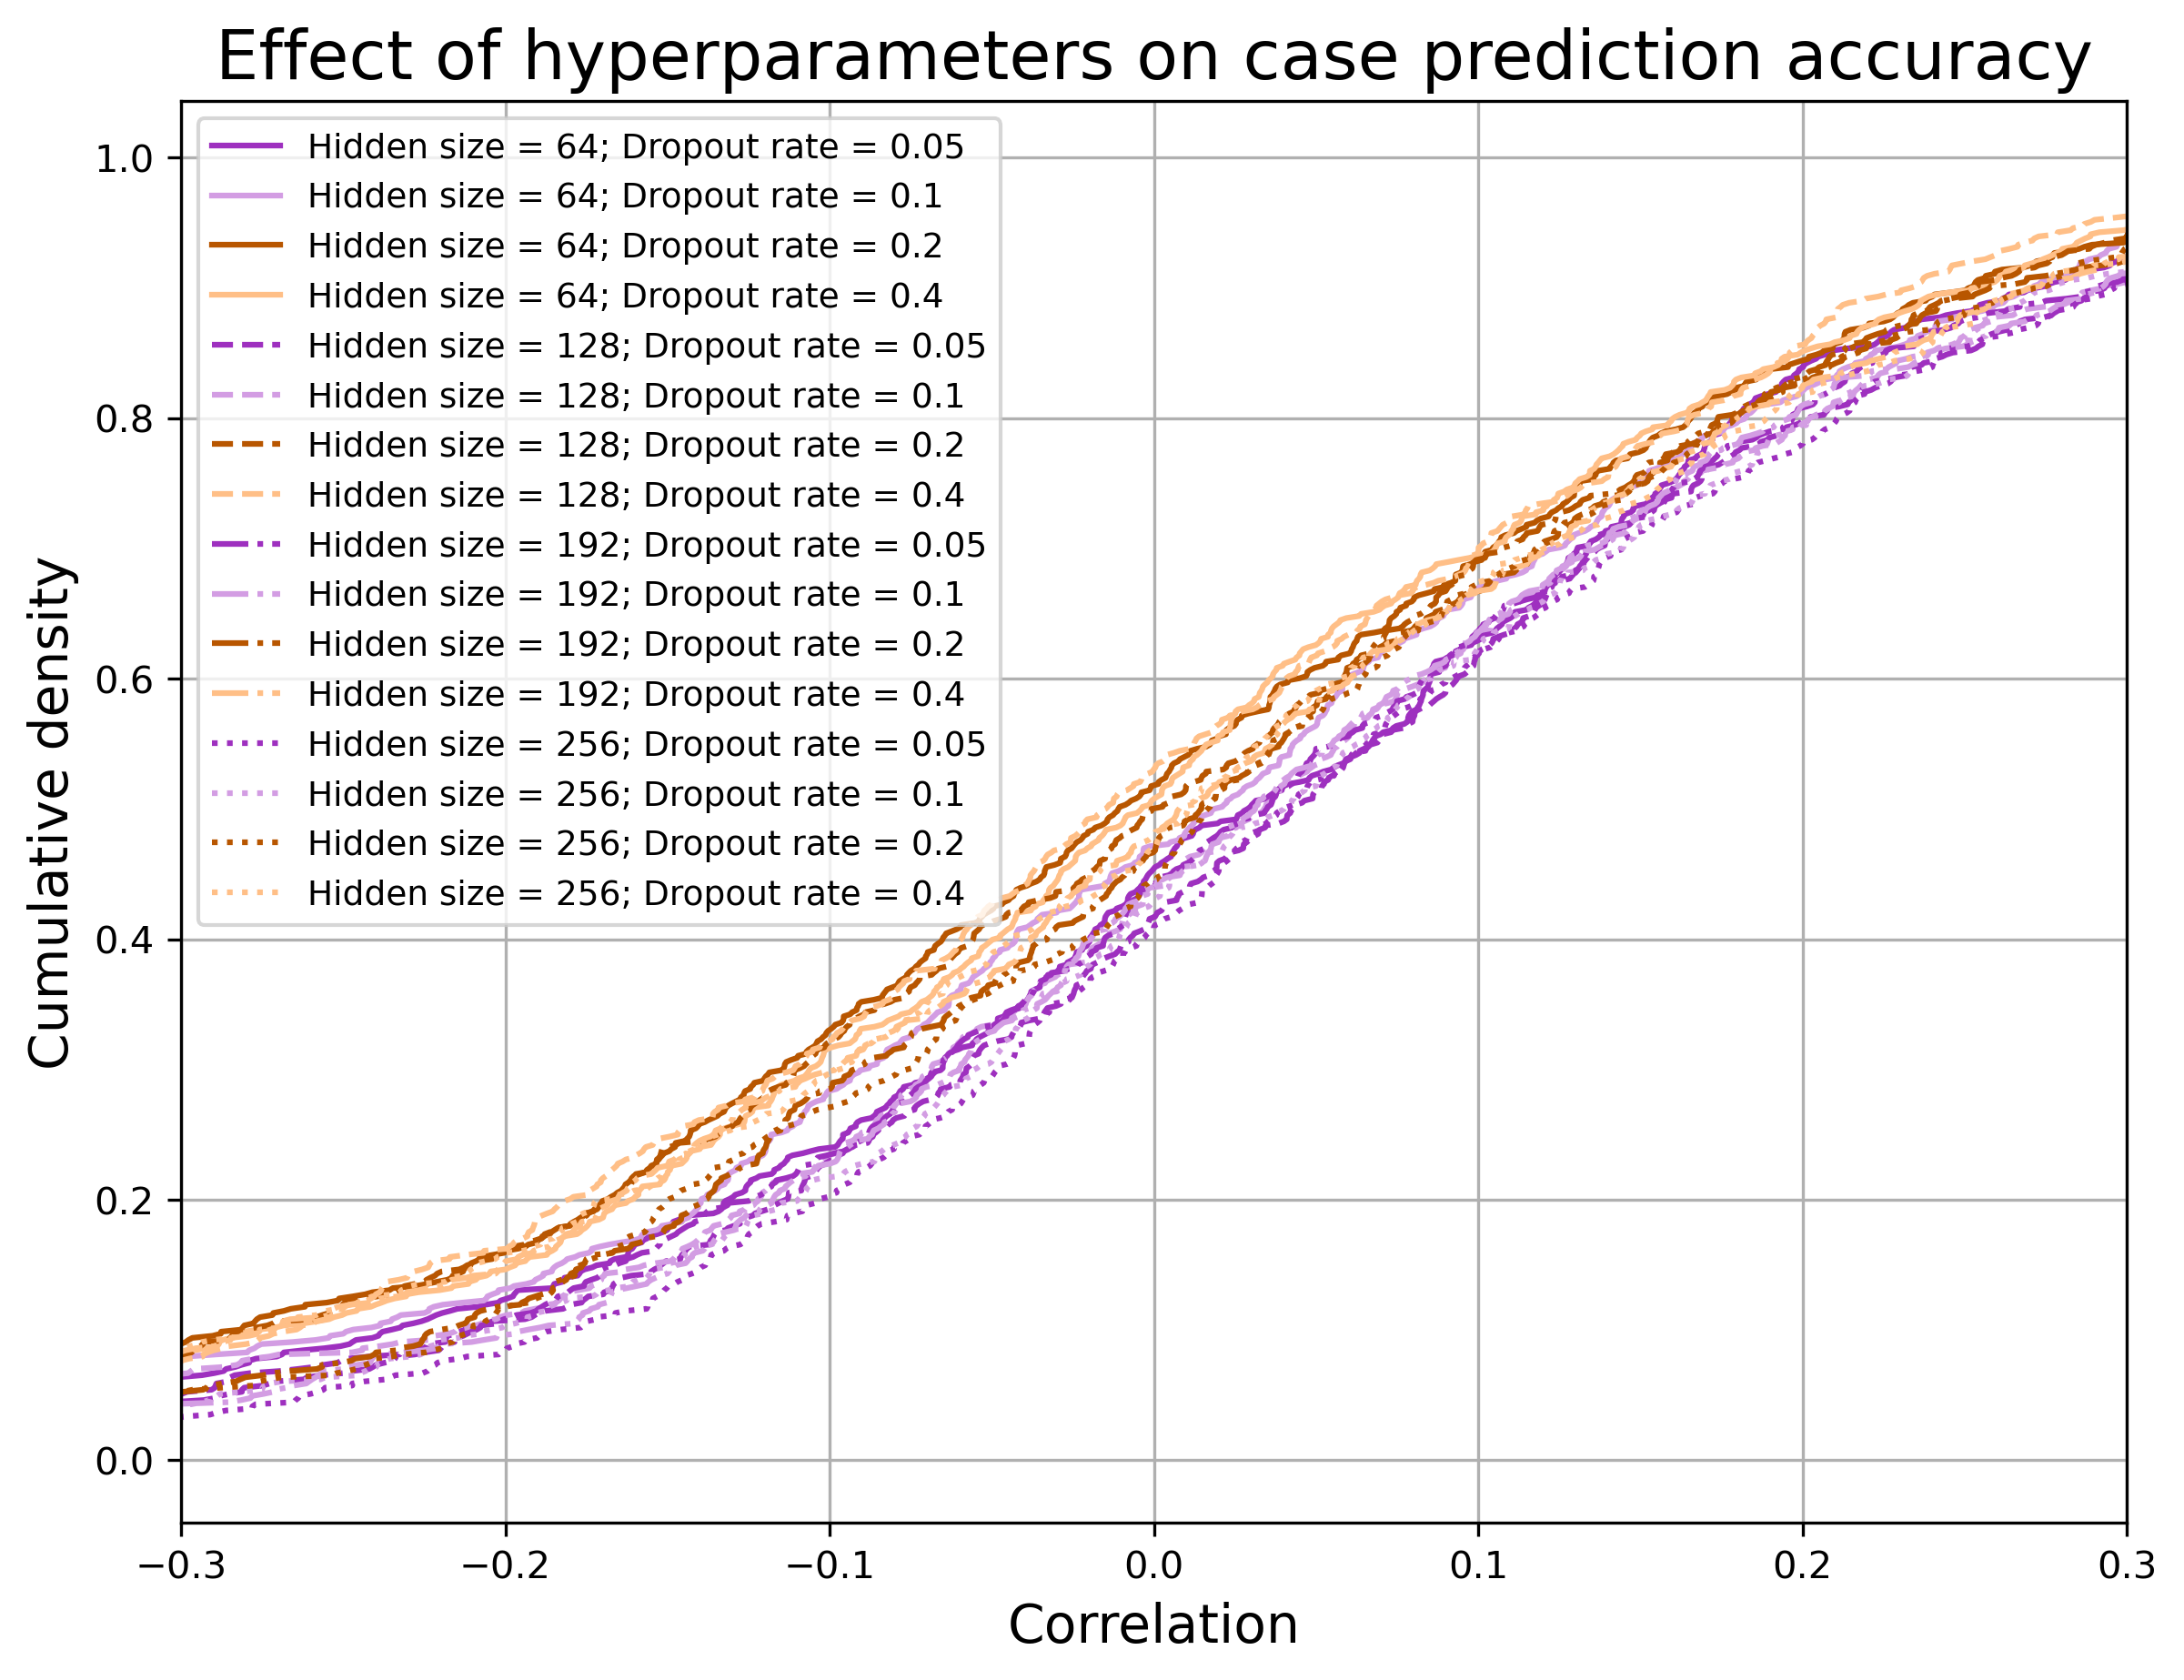 Effect of hyperparameters on case prediction accuracy
Hidden size = 64; Dropout rate = 0.05
Hidden size = 64; Dropout rate = 0.1
Hidden size = 64; Dropout rate = 0.2
Hidden size = 64; Dropout rate = 0.4
Hidden size = 128; Dropout rate = 0.05
Hidden size = 128; Dropout rate = 0.1
Hidden size = 128; Dropout rate = 0.2
Hidden size = 128; Dropout rate = 0.4
Hidden size = 192; Dropout rate = 0.05
Hidden size = 192; Dropout rate = 0.1
Hidden size = 192; Dropout rate = 0.2
Hidden size = 192; Dropout rate = 0.4
Hidden size = 256; Dropout rate = 0.05
Hidden size = 256; Dropout rate = 0.1
Hidden size = 256; Dropout rate = 0.2
Hidden size = 256; Dropout rate = 0.4
Cumulative density
1.0
0.8
0.6
0.4
0.2
0.0
−0.3 −0.2 −0.1 0.0 0.1 0.2 0.3
Correlation